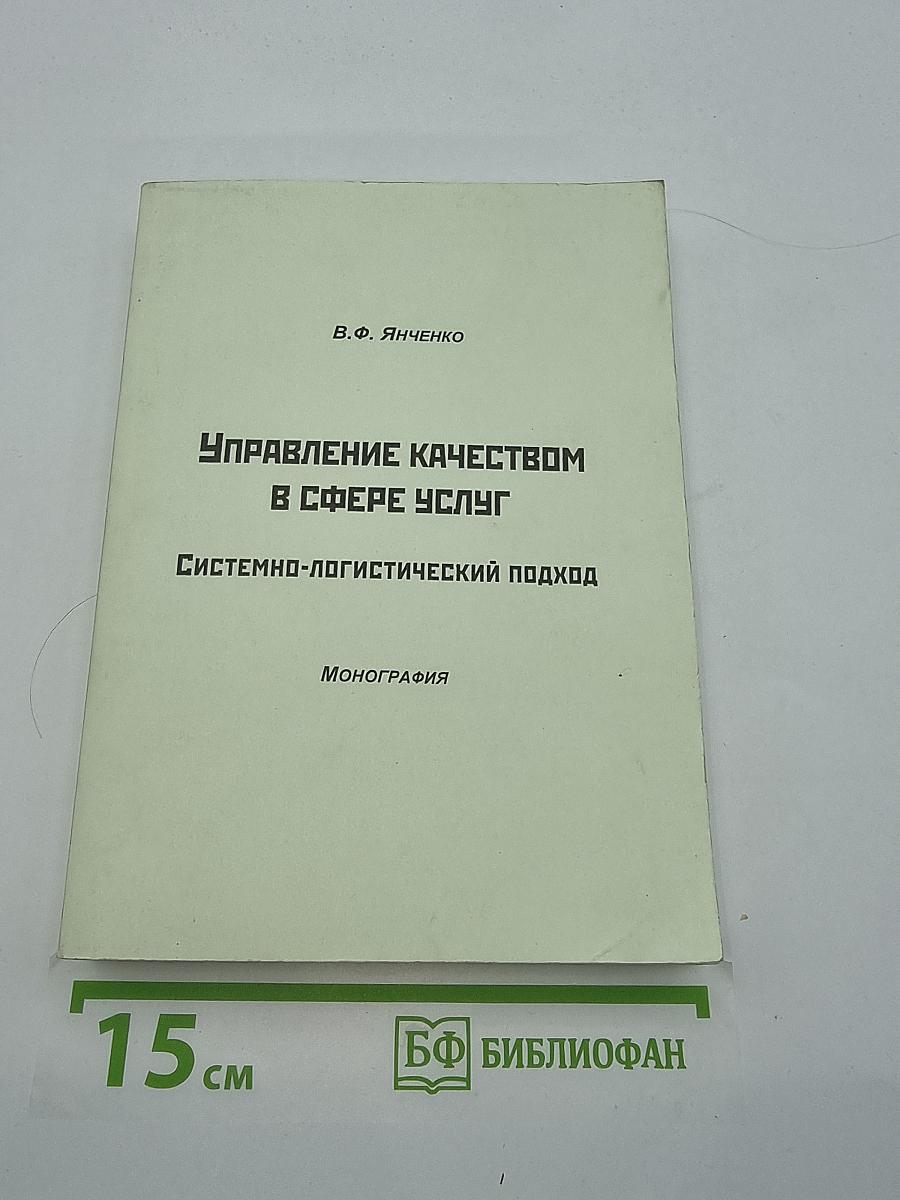 В.Ф. Янченко
Управление качеством
в сфере услуг
Системно-логистический подход
Монография
15 см
БФ БИБЛИОФАН